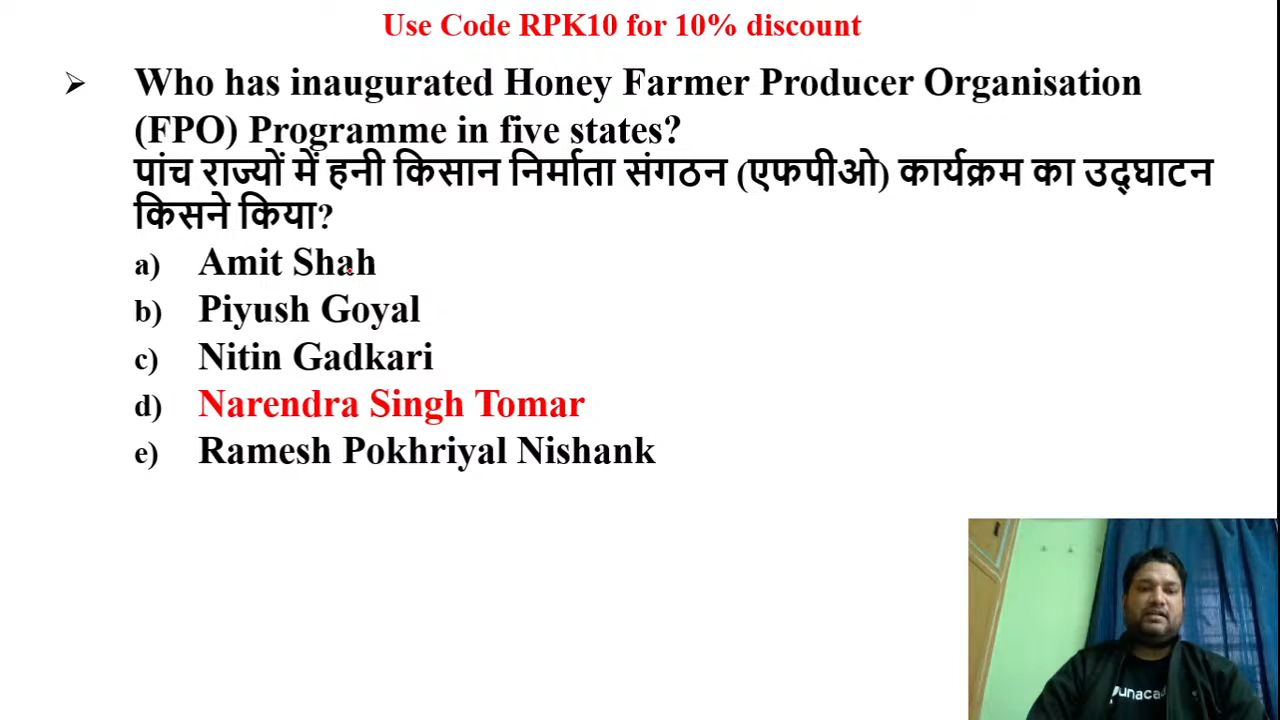 Use Code RPK10 for 10% discount
➢ Who has inaugurated Honey Farmer Producer Organisation
(FPO) Programme in five states?
पांच राज्यों में हनी किसान निर्माता संगठन (एफपीओ) कार्यक्रम का उद्घाटन
किसने किया?
a) Amit Shah
b) Piyush Goyal
c) Nitin Gadkari
d) Narendra Singh Tomar
e) Ramesh Pokhriyal Nishank
unacad